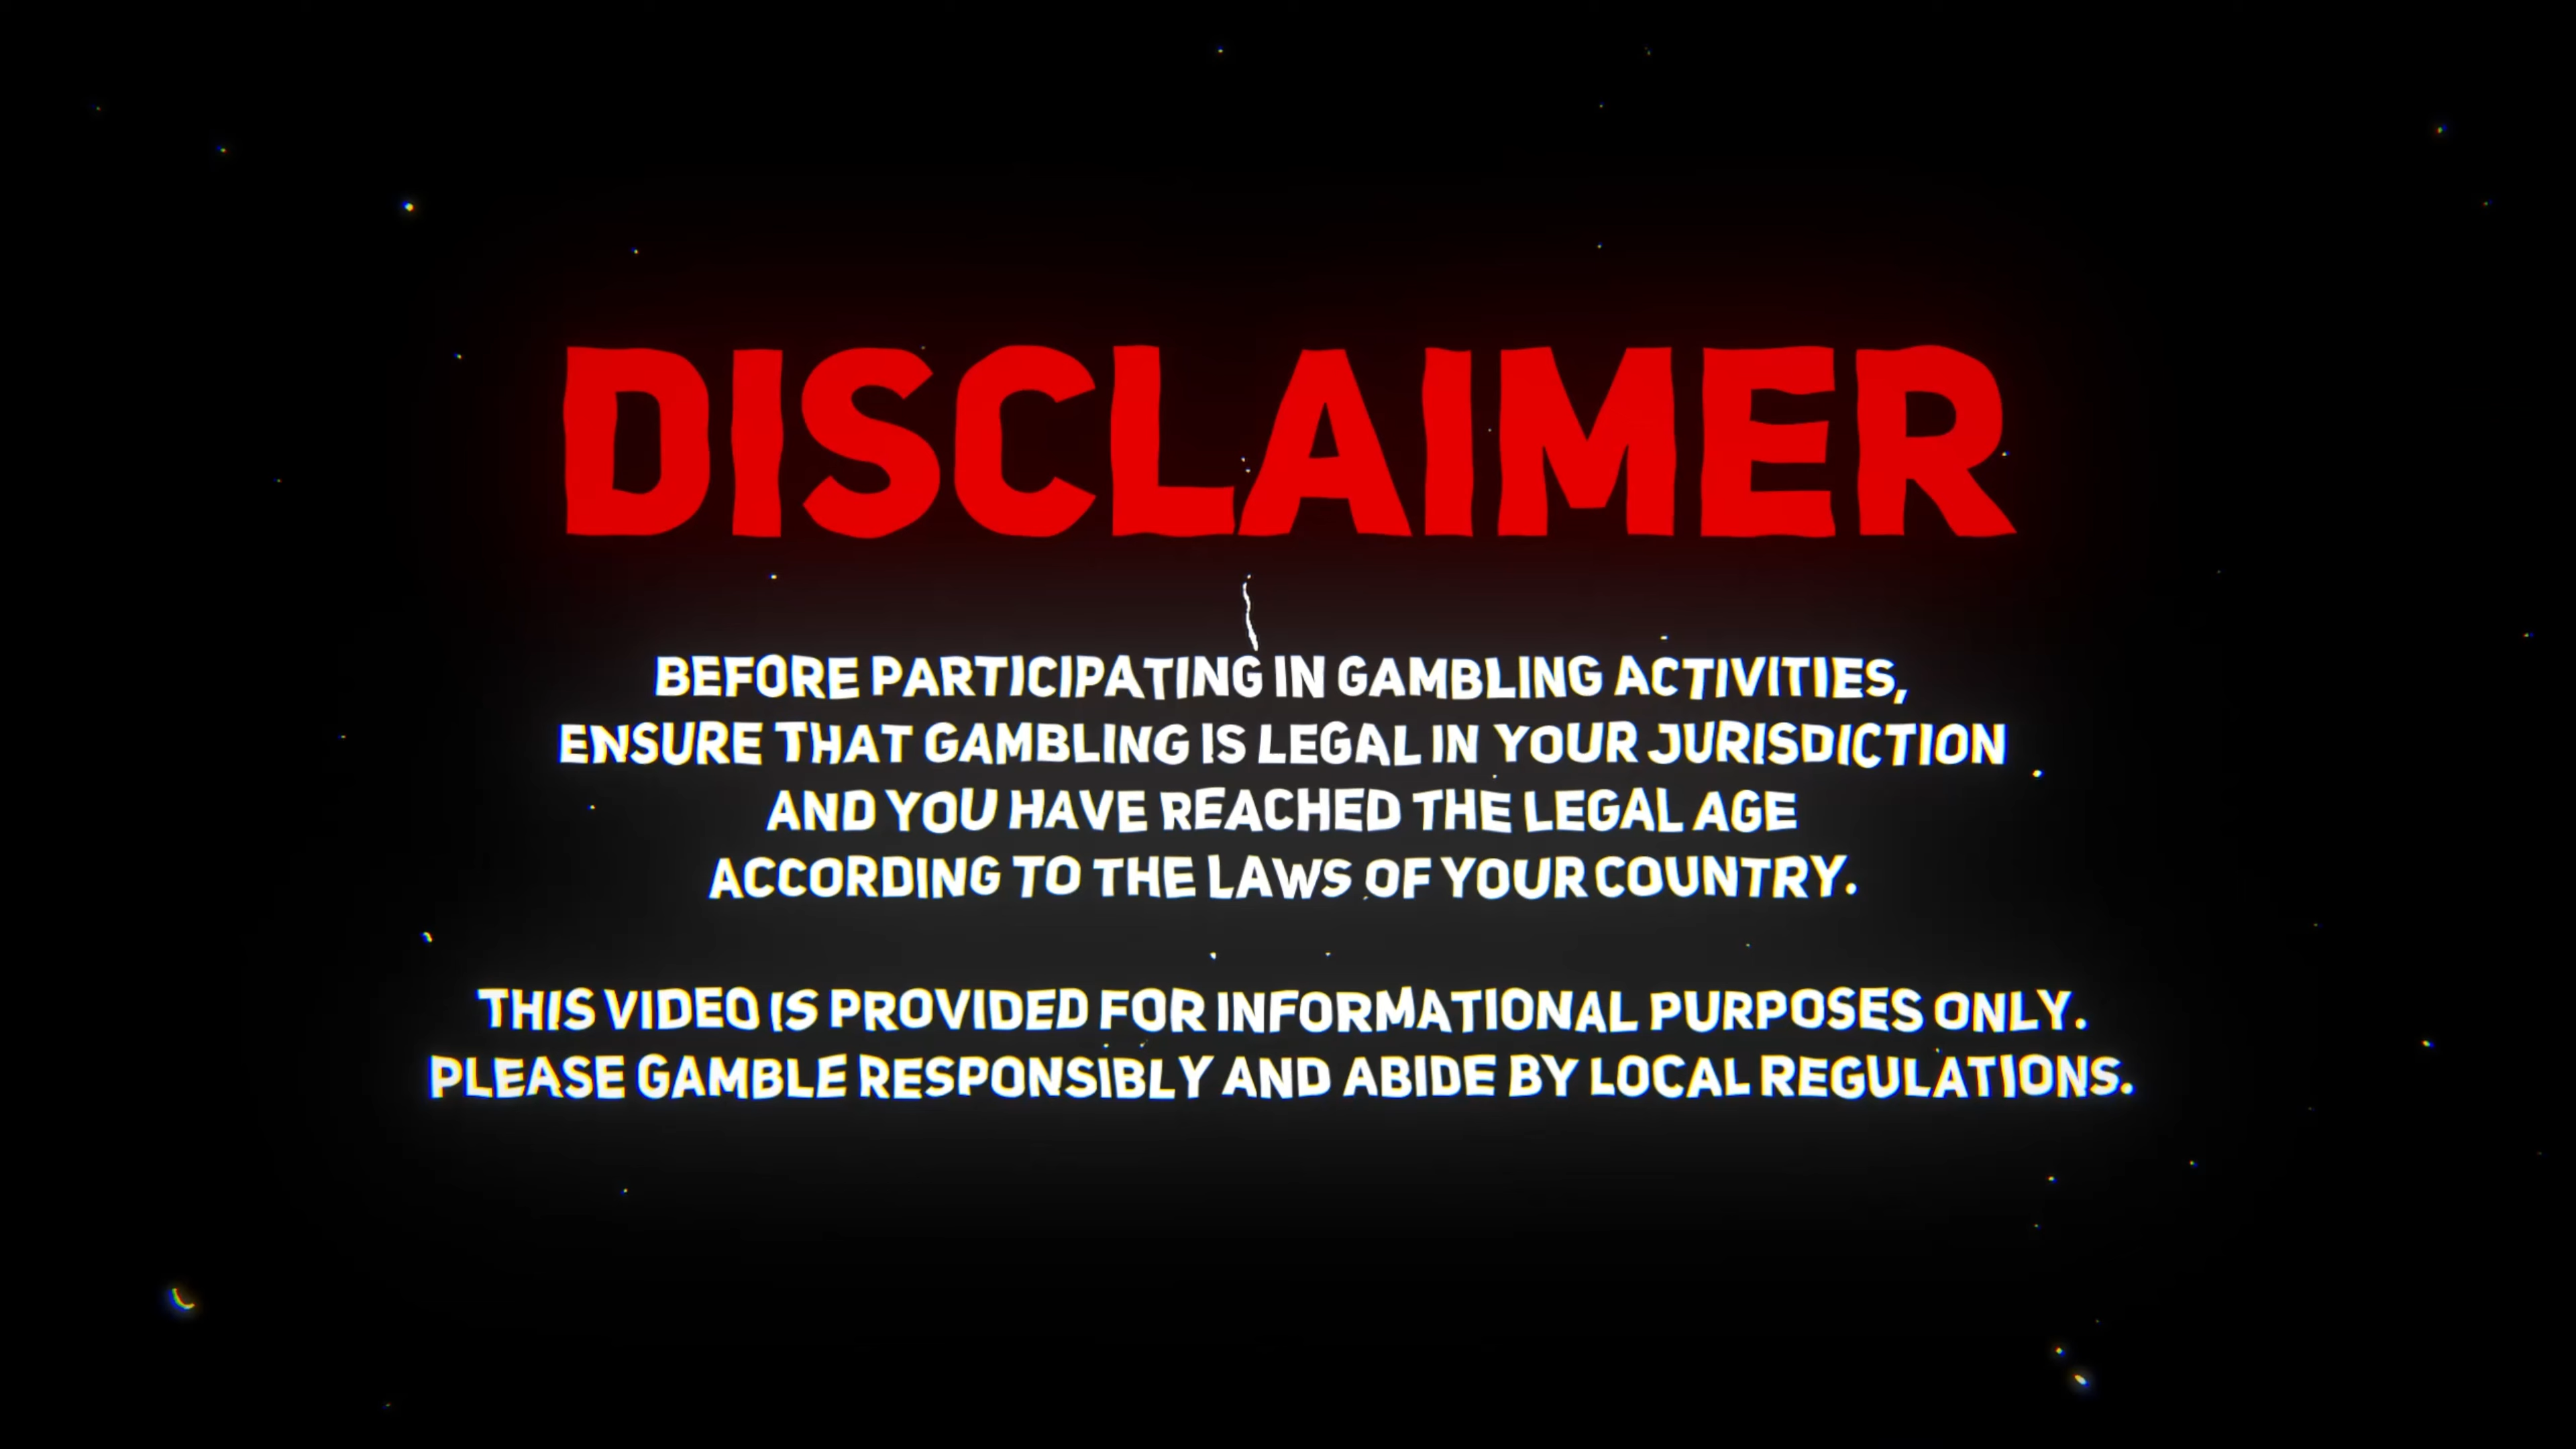 DISCLAIMER
BEFORE PARTICIPATING IN GAMBLING ACTIVITIES,
ENSURE THAT GAMBLING IS LEGAL IN YOUR JURISDICTION
AND YOU HAVE REACHED THE LEGAL AGE
ACCORDING TO THE LAWS OF YOUR COUNTRY.
THIS VIDEO IS PROVIDED FOR INFORMATIONAL PURPOSES ONLY.
PLEASE GAMBLE RESPONSIBLY AND ABIDE BY LOCAL REGULATIONS.